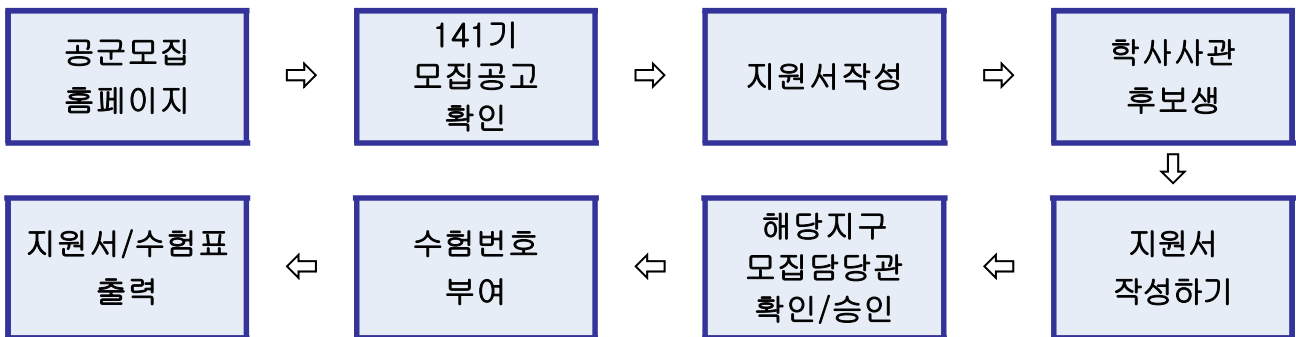 공군모집
홈페이지
141기
모집공고
확인
지원서작성
학사사관
후보생
지원서
작성하기
해당지구
모집담당관
확인/승인
수험번호
부여
지원서/수험표
출력